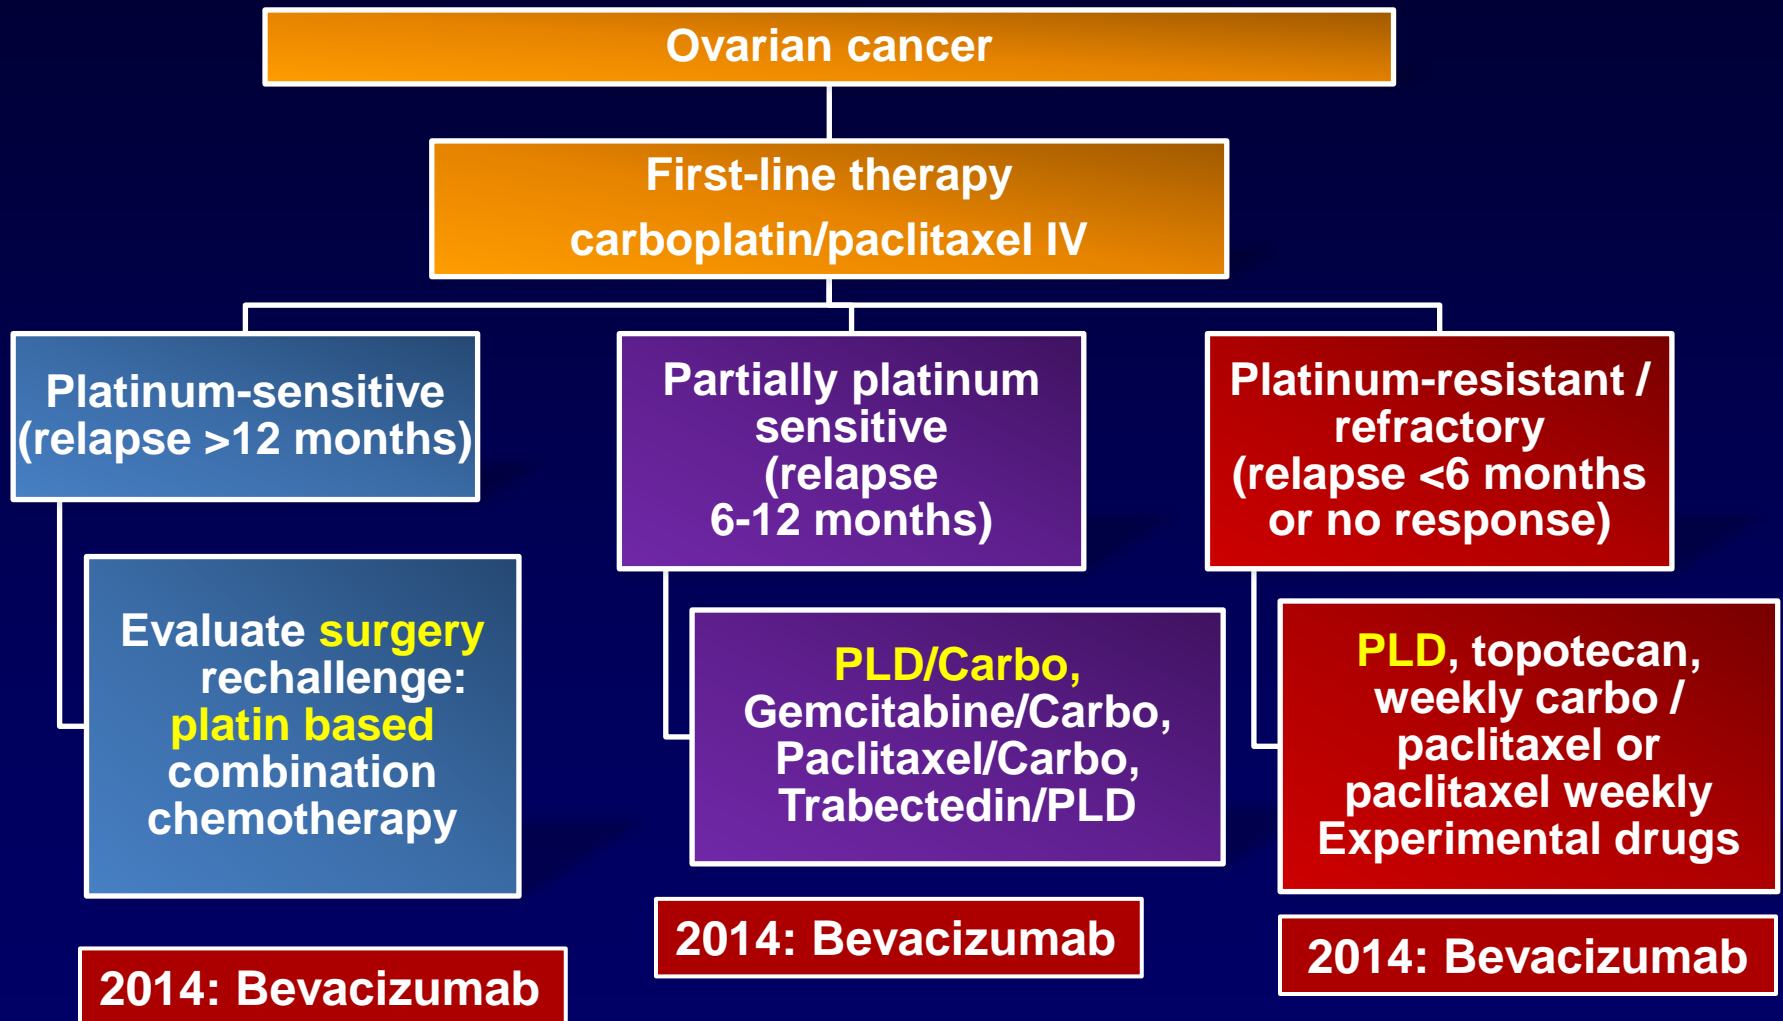 Ovarian cancer
First-line therapy
carboplatin/paclitaxel IV
Platinum-sensitive
(relapse >12 months)
Evaluate surgery
rechallenge:
platin based
combination
chemotherapy
2014: Bevacizumab
Partially platinum
sensitive
(relapse
6-12 months)
PLD/Carbo,
Gemcitabine/Carbo,
Paclitaxel/Carbo,
Trabectedin/PLD
2014: Bevacizumab
Platinum-resistant /
refractory
(relapse <6 months
or no response)
PLD, topotecan,
weekly carbo /
paclitaxel or
paclitaxel weekly
Experimental drugs
2014: Bevacizumab